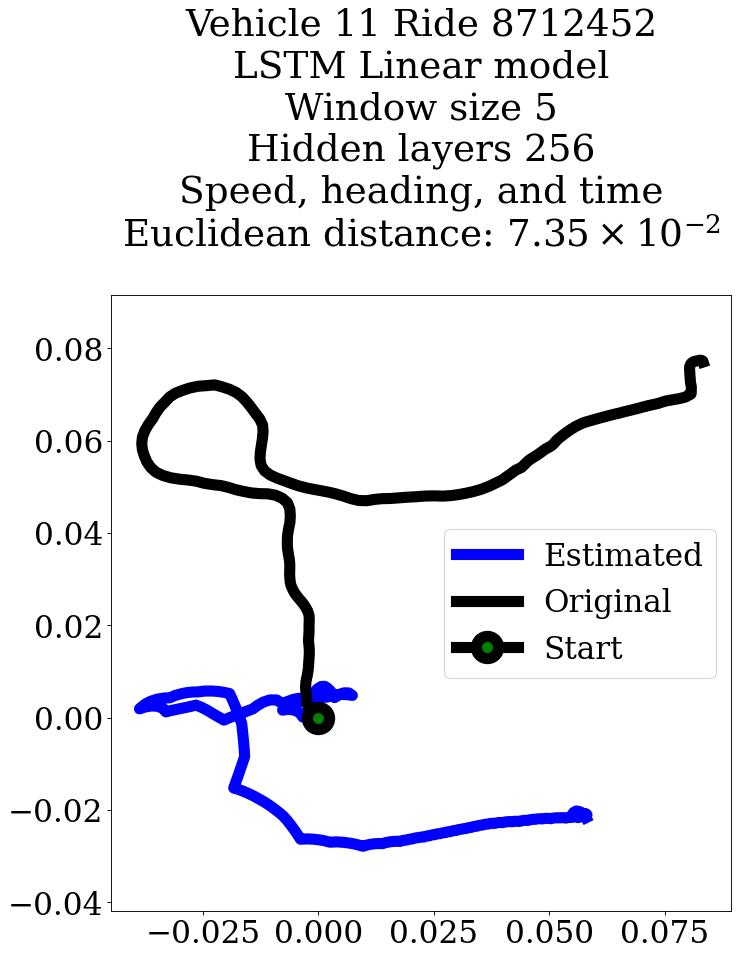 Vehicle 11 Ride 8712452
LSTM Linear model
Window size 5
Hidden layers 256
Speed, heading, and time
Euclidean distance: 7.35 × 10⁻²
0.08
0.06
0.04
0.02
0.00
−0.02
−0.04
Estimated
Original
Start
−0.025 0.000 0.025 0.050 0.075